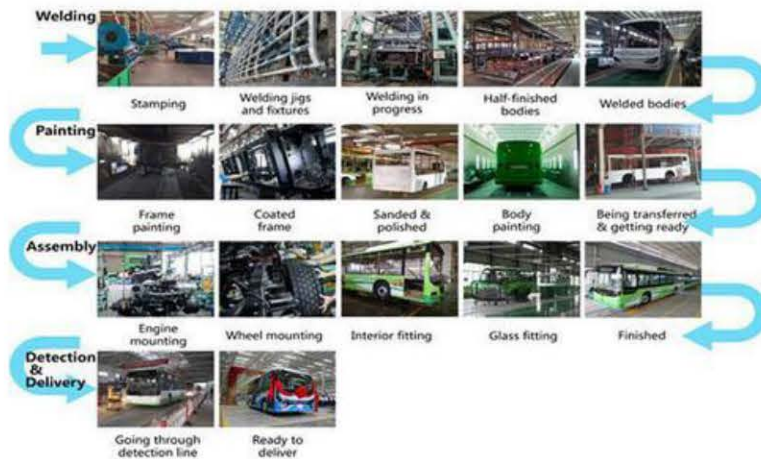 Welding
Stamping
Welding jigs
and fixtures
Welding in
progress
Half-finished
bodies
Welded bodies
Painting
Frame
painting
Coated
frame
Sanded &
polished
Body
painting
Being transferred
& getting ready
Assembly
Engine
mounting
Wheel mounting
Interior fitting
Glass fitting
Finished
Detection
&
Delivery
Going through
detection line
Ready to
deliver